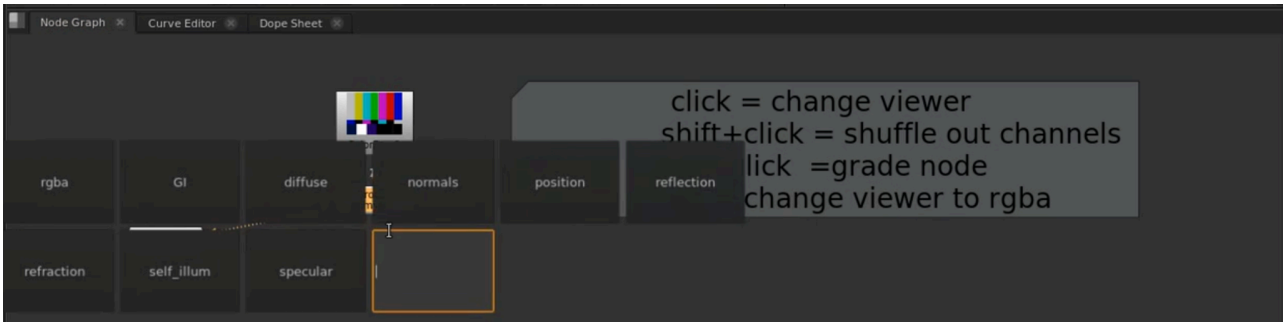 Node Graph
Curve Editor
Dope Sheet
click = change viewer
shift+click = shuffle out channels
lick =grade node
change viewer to rgba
rgba
GI
diffuse
normals
position
reflection
refraction
self_illum
specular